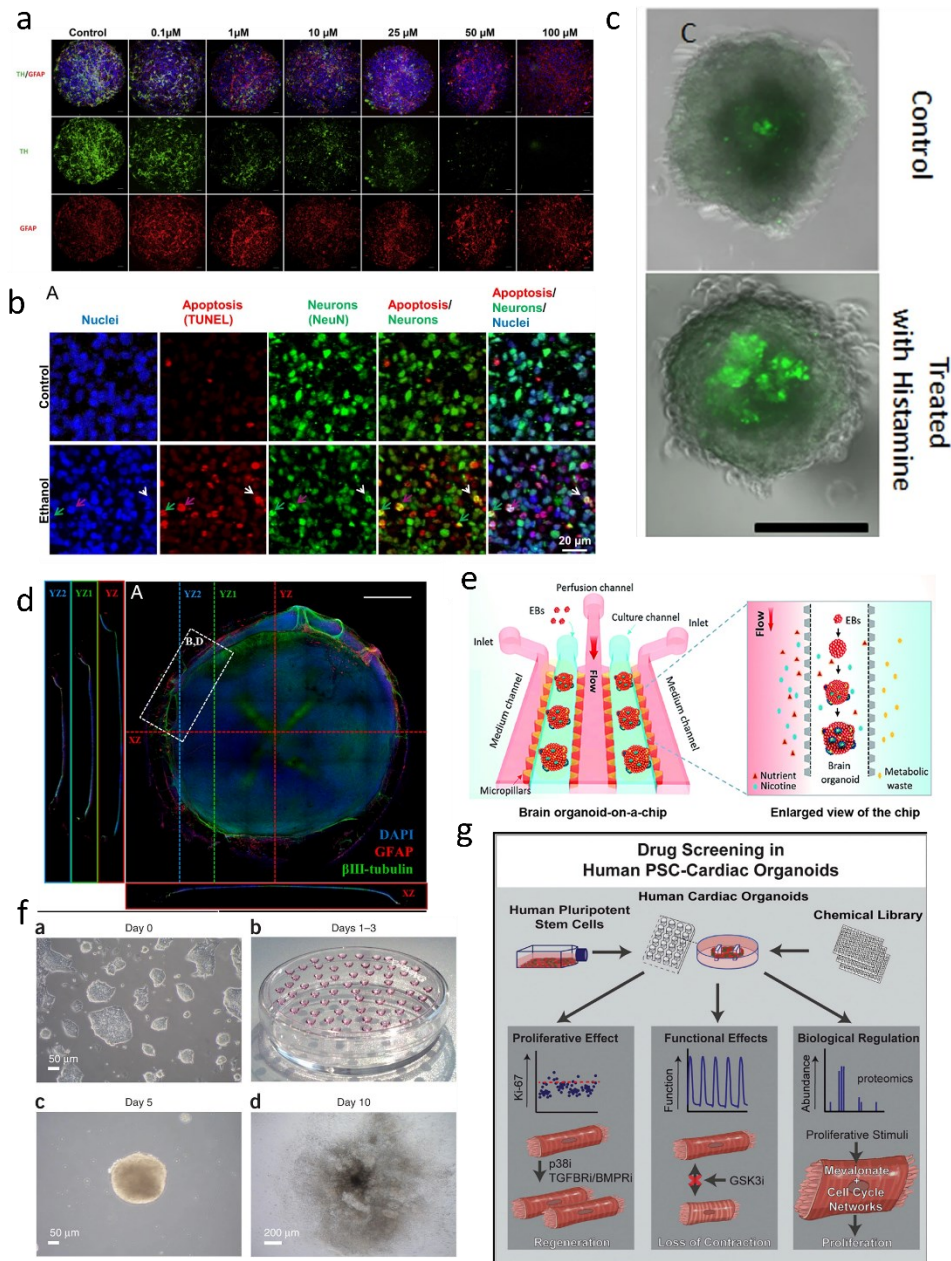 a
Control 0.1µM 1µM 10 µM 25 µM 50 µM 100 µM
TH/GFAP
TH
GFAP
b
A
Nuclei
Apoptosis
(TUNEL)
Neurons
(NeuN)
Apoptosis/
Neurons
Apoptosis/
Neurons/
Nuclei
Control
Ethanol
20 µm
c
C
Control
Treated
with Histamine
d
YZ2 YZ1 YZ
A
YZ2 YZ1 YZ
B,D
XZ
DAPI
GFAP
βIII-tubulin
XZ
e
Perfusion channel
EBs
Culture channel
Inlet
Inlet
Flow
Medium channel
Medium channel
Micropillars
Brain organoid-on-a-chip
Flow
EBs
Brain
organoid
Nutrient
Nicotine
Metabolic
waste
Enlarged view of the chip
f
a Day 0
50 µm
b Days 1–3
c Day 5
50 µm
d Day 10
200 µm
g
Drug Screening in
Human PSC-Cardiac Organoids
Human Cardiac Organoids
Human Pluripotent
Stem Cells
Chemical Library
Proliferative Effect
Ki-67
p38i
TGFBRi/BMPRi
Regeneration
Functional Effects
Function
GSK3i
Loss of Contraction
Biological Regulation
Abundance
proteomics
Proliferative Stimuli
Mevalonate
+
Cell Cycle
Networks
Proliferation